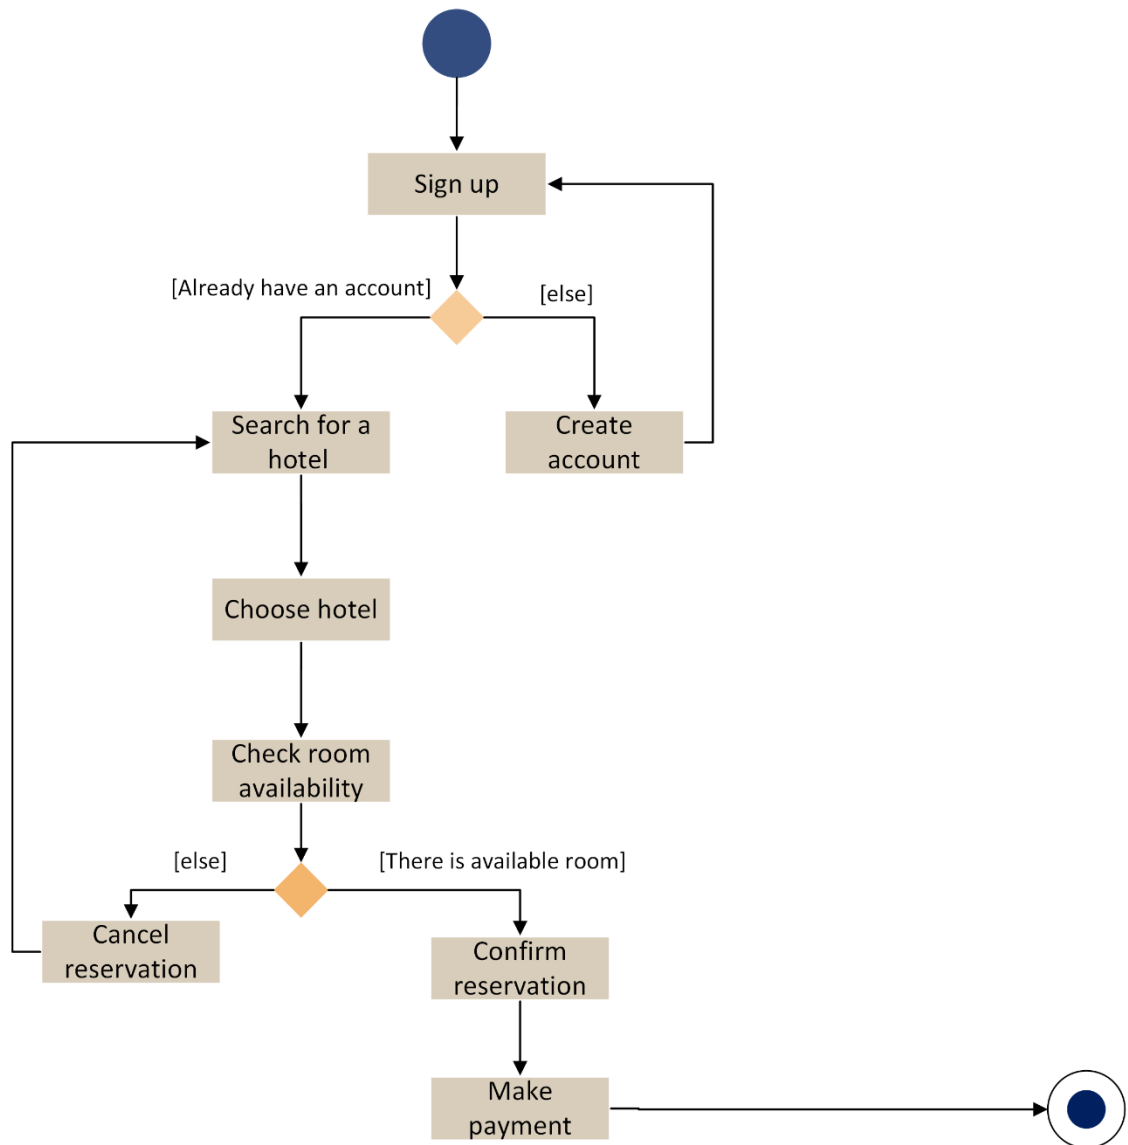 Sign up
[Already have an account]
[else]
Search for a
hotel
Create
account
Choose hotel
Check room
availability
[else]
[There is available room]
Cancel
reservation
Confirm
reservation
Make
payment